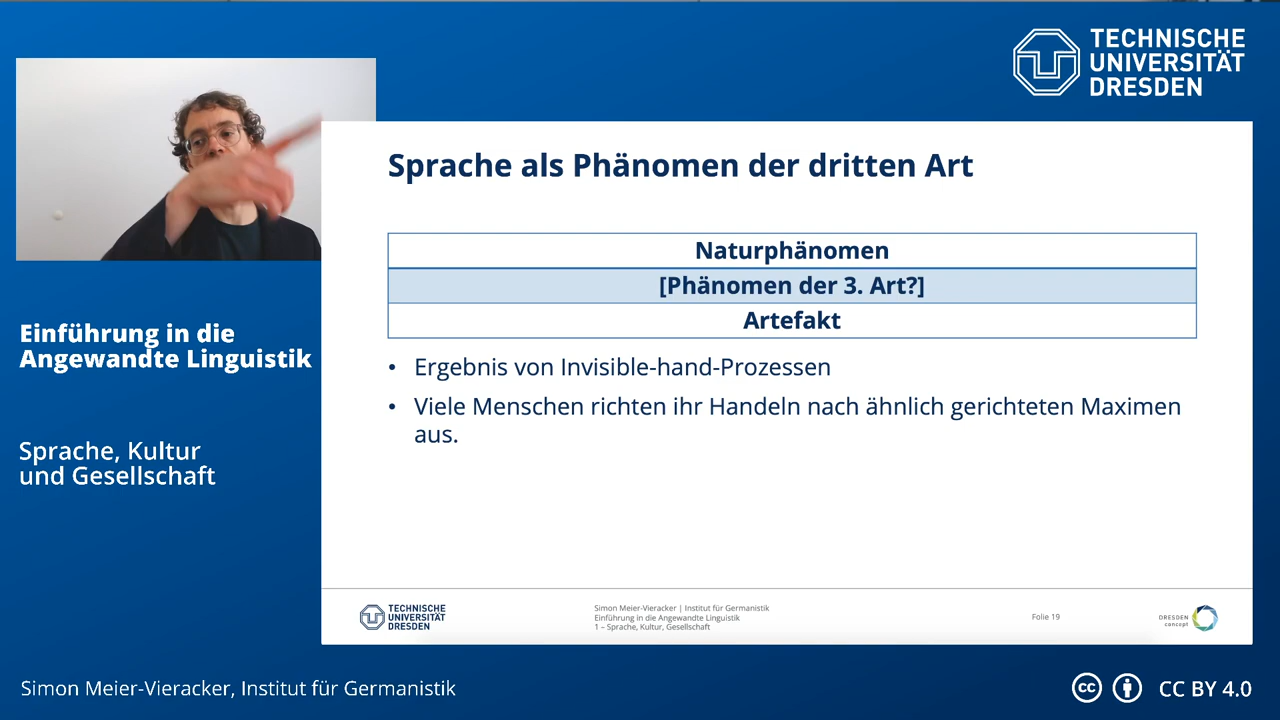 TECHNISCHE
UNIVERSITÄT
DRESDEN
Einführung in die
Angewandte Linguistik
Sprache, Kultur
und Gesellschaft
Sprache als Phänomen der dritten Art
Naturphänomen
[Phänomen der 3. Art?]
Artefakt
• Ergebnis von Invisible-hand-Prozessen
• Viele Menschen richten ihr Handeln nach ähnlich gerichteten Maximen
aus.
TECHNISCHE
UNIVERSITÄT
DRESDEN
Simon Meier-Vieracker | Institut für Germanistik
Einführung in die Angewandte Linguistik
1 – Sprache, Kultur, Gesellschaft
Folie 19
DRESDEN
concept
Simon Meier-Vieracker, Institut für Germanistik
cc
CC BY 4.0